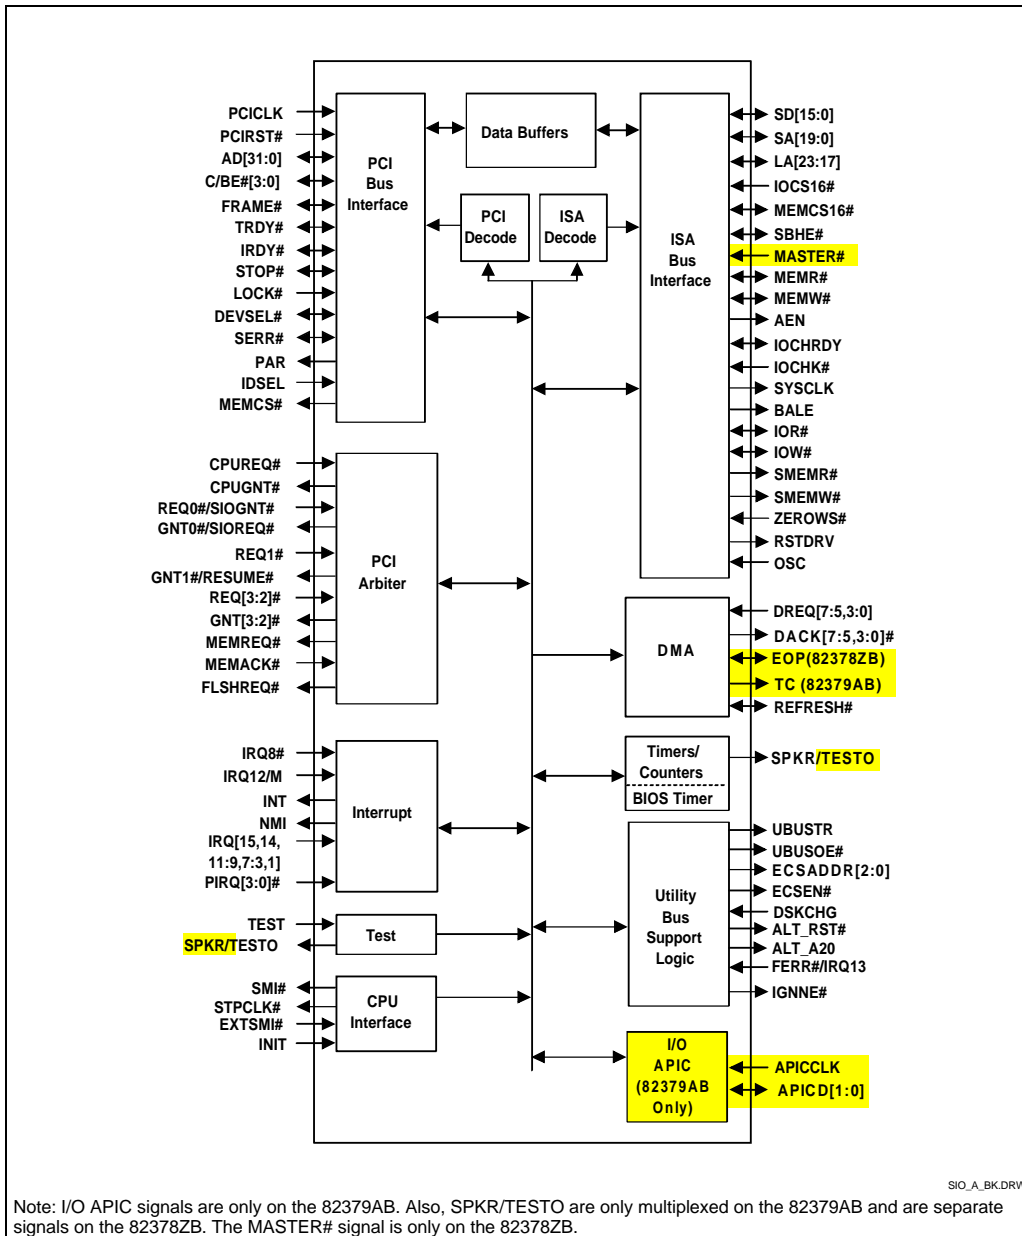 PCICLK
PCIRST#
AD[31:0]
C/BE#[3:0]
FRAME#
TRDY#
IRDY#
STOP#
LOCK#
DEVSEL#
SERR#
PAR
IDSEL
MEMCS#
PCI
Bus
Interface
Data Buffers
PCI
Decode
ISA
Decode
ISA
Bus
Interface
SD[15:0]
SA[19:0]
LA[23:17]
IOCS16#
MEMCS16#
SBHE#
MASTER#
MEMR#
MEMW#
AEN
IOCHRDY
IOCHK#
SYSCLK
BALE
IOR#
IOW#
SMEMR#
SMEMW#
ZEROWS#
RSTDRV
OSC
CPUREQ#
CPUGNT#
REQ0#/SIOGNT#
GNT0#/SIOREQ#
REQ1#
GNT1#/RESUME#
REQ[3:2]#
GNT[3:2]#
MEMREQ#
MEMACK#
FLSHREQ#
PCI
Arbiter
DMA
DREQ[7:5,3:0]
DACK[7:5,3:0]#
EOP(82378ZB)
TC (82379AB)
REFRESH#
IRQ8#
IRQ12/M
INT
NMI
IRQ[15,14,
11:9,7:3,1]
PIRQ[3:0]#
Interrupt
Timers/
Counters
BIOS Timer
SPKR/TESTO
TEST
SPKR/TESTO
Test
Utility
Bus
Support
Logic
UBUSTR
UBUSOE#
ECSADDR[2:0]
ECSEN#
DSKCHG
ALT_RST#
ALT_A20
FERR#/IRQ13
IGNNE#
SMI#
STPCLK#
EXTSMI#
INIT
CPU
Interface
I/O
APIC
(82379AB
Only)
APICCLK
APICD[1:0]
SIO_A_BK.DRW
Note: I/O APIC signals are only on the 82379AB. Also, SPKR/TESTO are only multiplexed on the 82379AB and are separate
signals on the 82378ZB. The MASTER# signal is only on the 82378ZB.